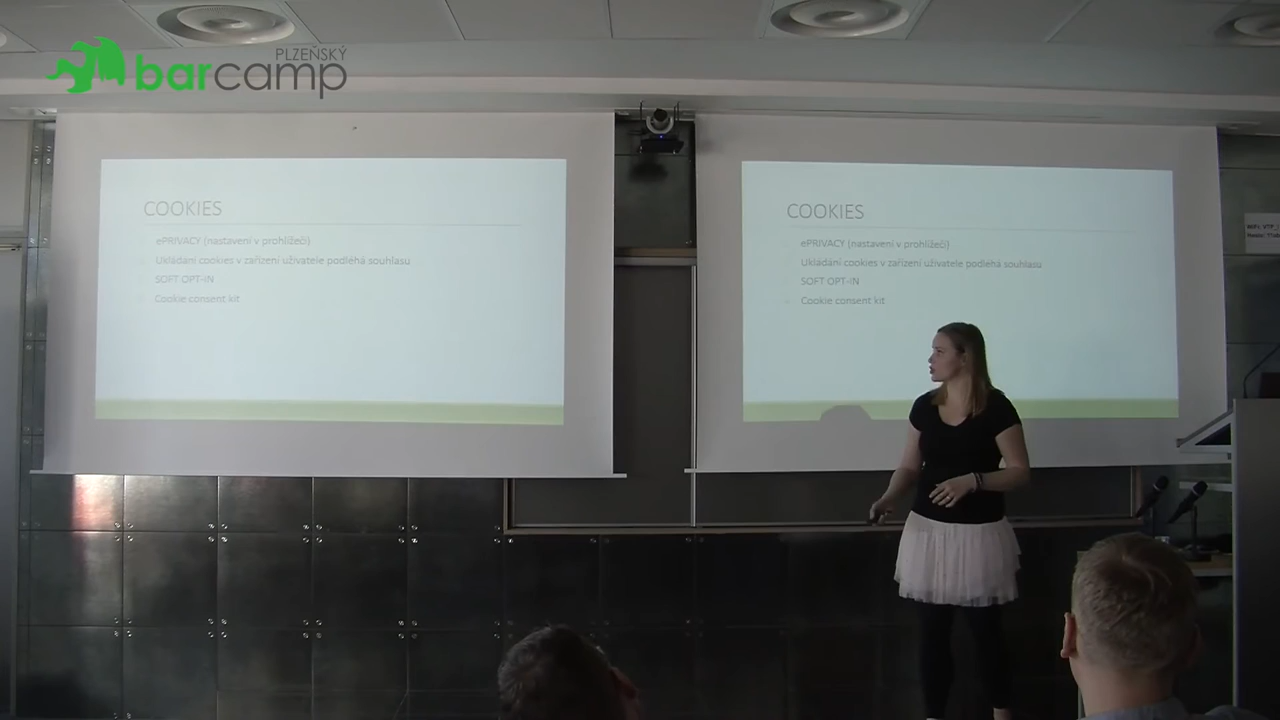 PLZEŇSKÝ
barcamp
COOKIES
ePRIVACY (nastavení v prohlížeči)
Ukládání cookies v zařízení uživatele podléhá souhlasu
SOFT OPT-IN
Cookie consent kit
COOKIES
ePRIVACY (nastavení v prohlížeči)
Ukládání cookies v zařízení uživatele podléhá souhlasu
SOFT OPT-IN
Cookie consent kit